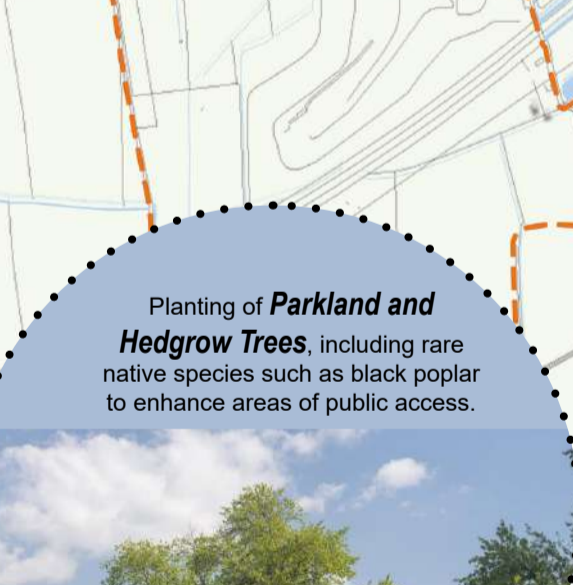 Planting of Parkland and
Hedgrow Trees, including rare
native species such as black poplar
to enhance areas of public access.